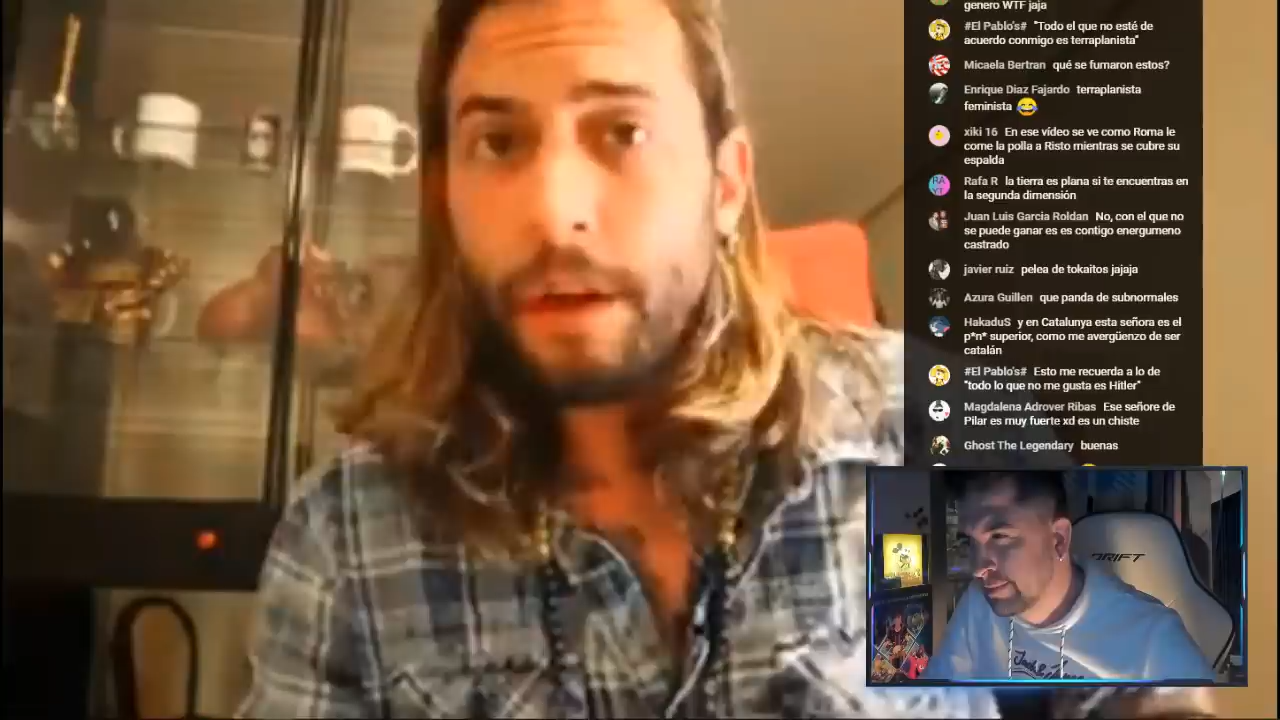 genero WTF jaja
#El Pablo's# "Todo el que no esté de
acuerdo conmigo es terraplanista"
Micaela Bertran qué se fumaron estos?
Enrique Diaz Fajardo terraplanista
feminista 😂
xiki 16 En ese vídeo se ve como Roma le
come la polla a Risto mientras se cubre su
espalda
Rafa R la tierra es plana si te encuentras en
la segunda dimensión
Juan Luis Garcia Roldan No, con el que no
se puede ganar es es contigo energumeno
castrado
javier ruiz pelea de tokaitos jajaja
Azura Guillen que panda de subnormales
HakaduS y en Catalunya esta señora es el
p*n* superior, como me avergüenzo de ser
catalán
#El Pablo's# Esto me recuerda a lo de
"todo lo que no me gusta es Hitler"
Magdalena Adrover Ribas Ese señore de
Pilar es muy fuerte xd es un chiste
Ghost The Legendary buenas
DRIFT